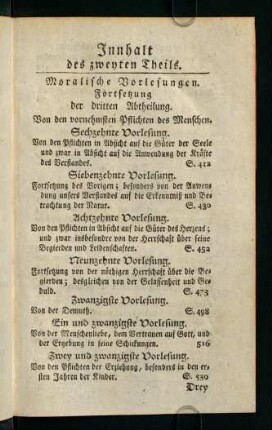 Innhalt
des zweyten Theils.
Moralische Vorlesungen.
Fortsetzung
der dritten Abtheilung.
Von den vornehmsten Pflichten des Menschen.
Sechzehnte Vorlesung.
Von den Pflichten in Absicht auf die Güter der Seele
und zwar in Absicht auf die Anwendung der Kräfte
des Verstandes. S. 412
Siebenzehnte Vorlesung.
Fortsetzung des Vorigen; besonders von der Anwen
dung unsers Verstandes auf die Erkenntniß und Be
trachtung der Natur. S. 430
Achtzehnte Vorlesung.
Von den Pflichten in Absicht auf die Güter des Herzens;
und zwar insbesondre von der Herrschaft über seine
Begierden und Leidenschaften. S. 452
Neunzehnte Vorlesung.
Fortsetzung von der nöthigen Herrschaft über die Be
gierden; desgleichen von der Gelassenheit und Ge
duld. S. 473
Zwanzigste Vorlesung.
Von der Demuth. S. 498
Ein und zwanzigste Vorlesung.
Von der Menschenliebe, dem Vertrauen auf Gott, und
der Ergebung in seine Schickungen. 516
Zwey und zwanzigste Vorlesung.
Von den Pflichten der Erziehung, besonders in den er
sten Jahren der Kinder. S. 539
Drey